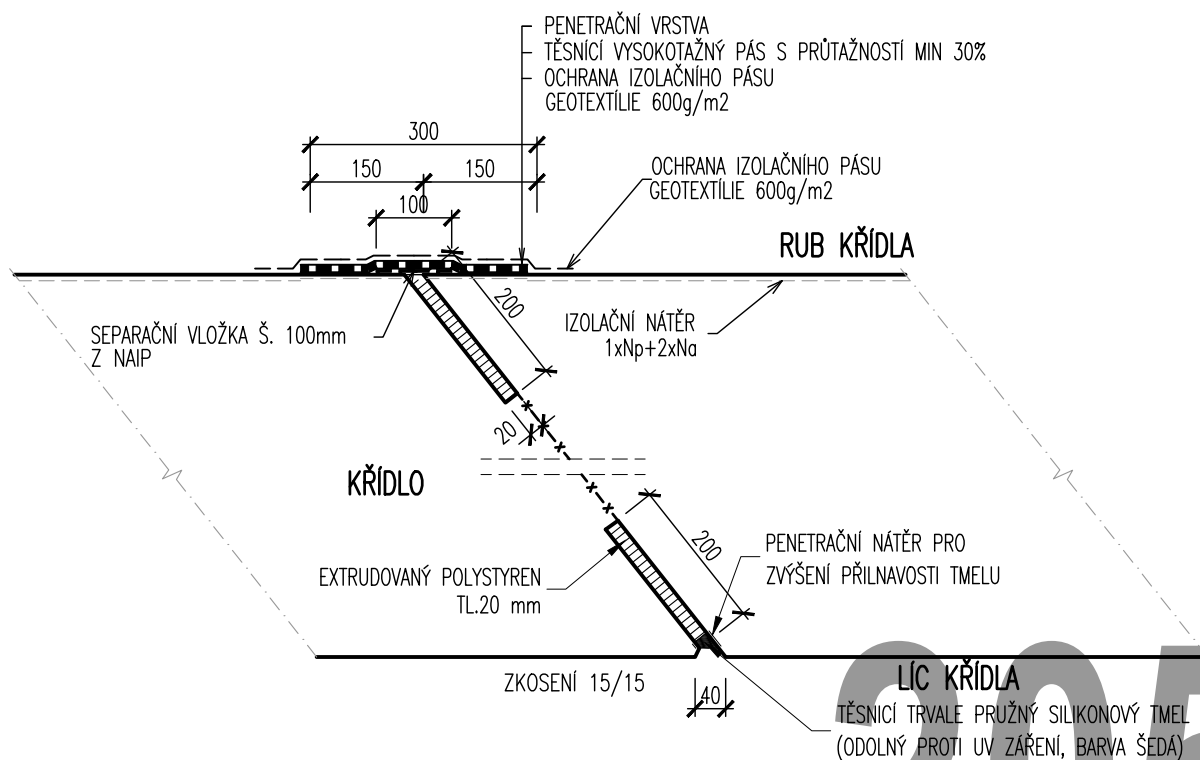 PENETRAČNÍ VRSTVA
TĚSNICÍ VYSOKOTAŽNÝ PÁS S PRŮTAŽNOSTÍ MIN 30%
OCHRANA IZOLAČNÍHO PÁSU
GEOTEXTÍLIE 600g/m2
300
150
150
100
OCHRANA IZOLAČNÍHO PÁSU
GEOTEXTÍLIE 600g/m2
RUB KŘÍDLA
200
SEPARAČNÍ VLOŽKA Š. 100mm
Z NAIP
IZOLAČNÍ NÁTĚR
1xNp+2xNa
20
KŘÍDLO
200
EXTRUDOVANÝ POLYSTYREN
TL.20 mm
PENETRAČNÍ NÁTĚR PRO
ZVÝŠENÍ PŘILNAVOSTI TMELU
ZKOSENÍ 15/15
40
LÍC KŘÍDLA
TĚSNICÍ TRVALE PRUŽNÝ SILIKONOVÝ TMEL
(ODOLNÝ PROTI UV ZÁŘENÍ, BARVA ŠEDÁ)
205